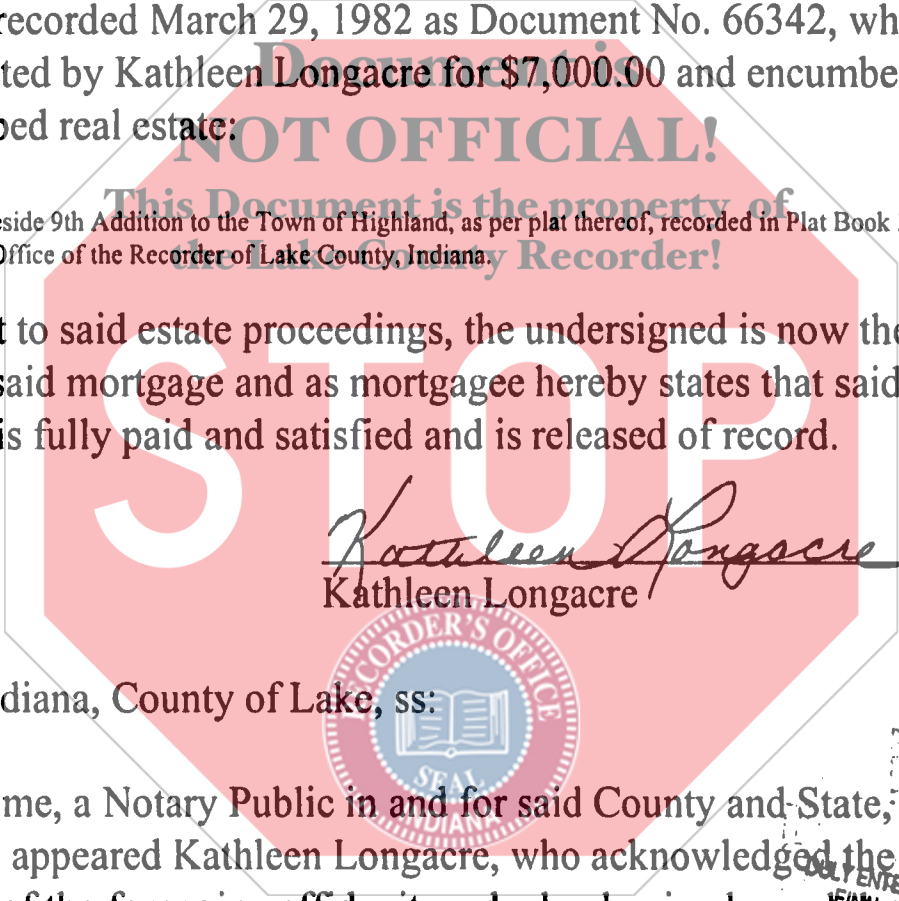 recorded March 29, 1982 as Document No. 66342, wh
ted by Kathleen Longacre for $7,000.00 and encumbe
bed real estate:
Document is
NOT OFFICIAL!
This Document is the property of
the Lake County Recorder!
eside 9th Addition to the Town of Highland, as per plat thereof, recorded in Plat Book
Office of the Recorder of Lake County, Indiana.
t to said estate proceedings, the undersigned is now the
said mortgage and as mortgagee hereby states that said
is fully paid and satisfied and is released of record.
STOP
Kathleen Longacre
Kathleen Longacre
RECORDER'S OFFICE
SEAL
INDIANA
diana, County of Lake, ss:
me, a Notary Public in and for said County and State,
appeared Kathleen Longacre, who acknowledged the
DULY ENTE